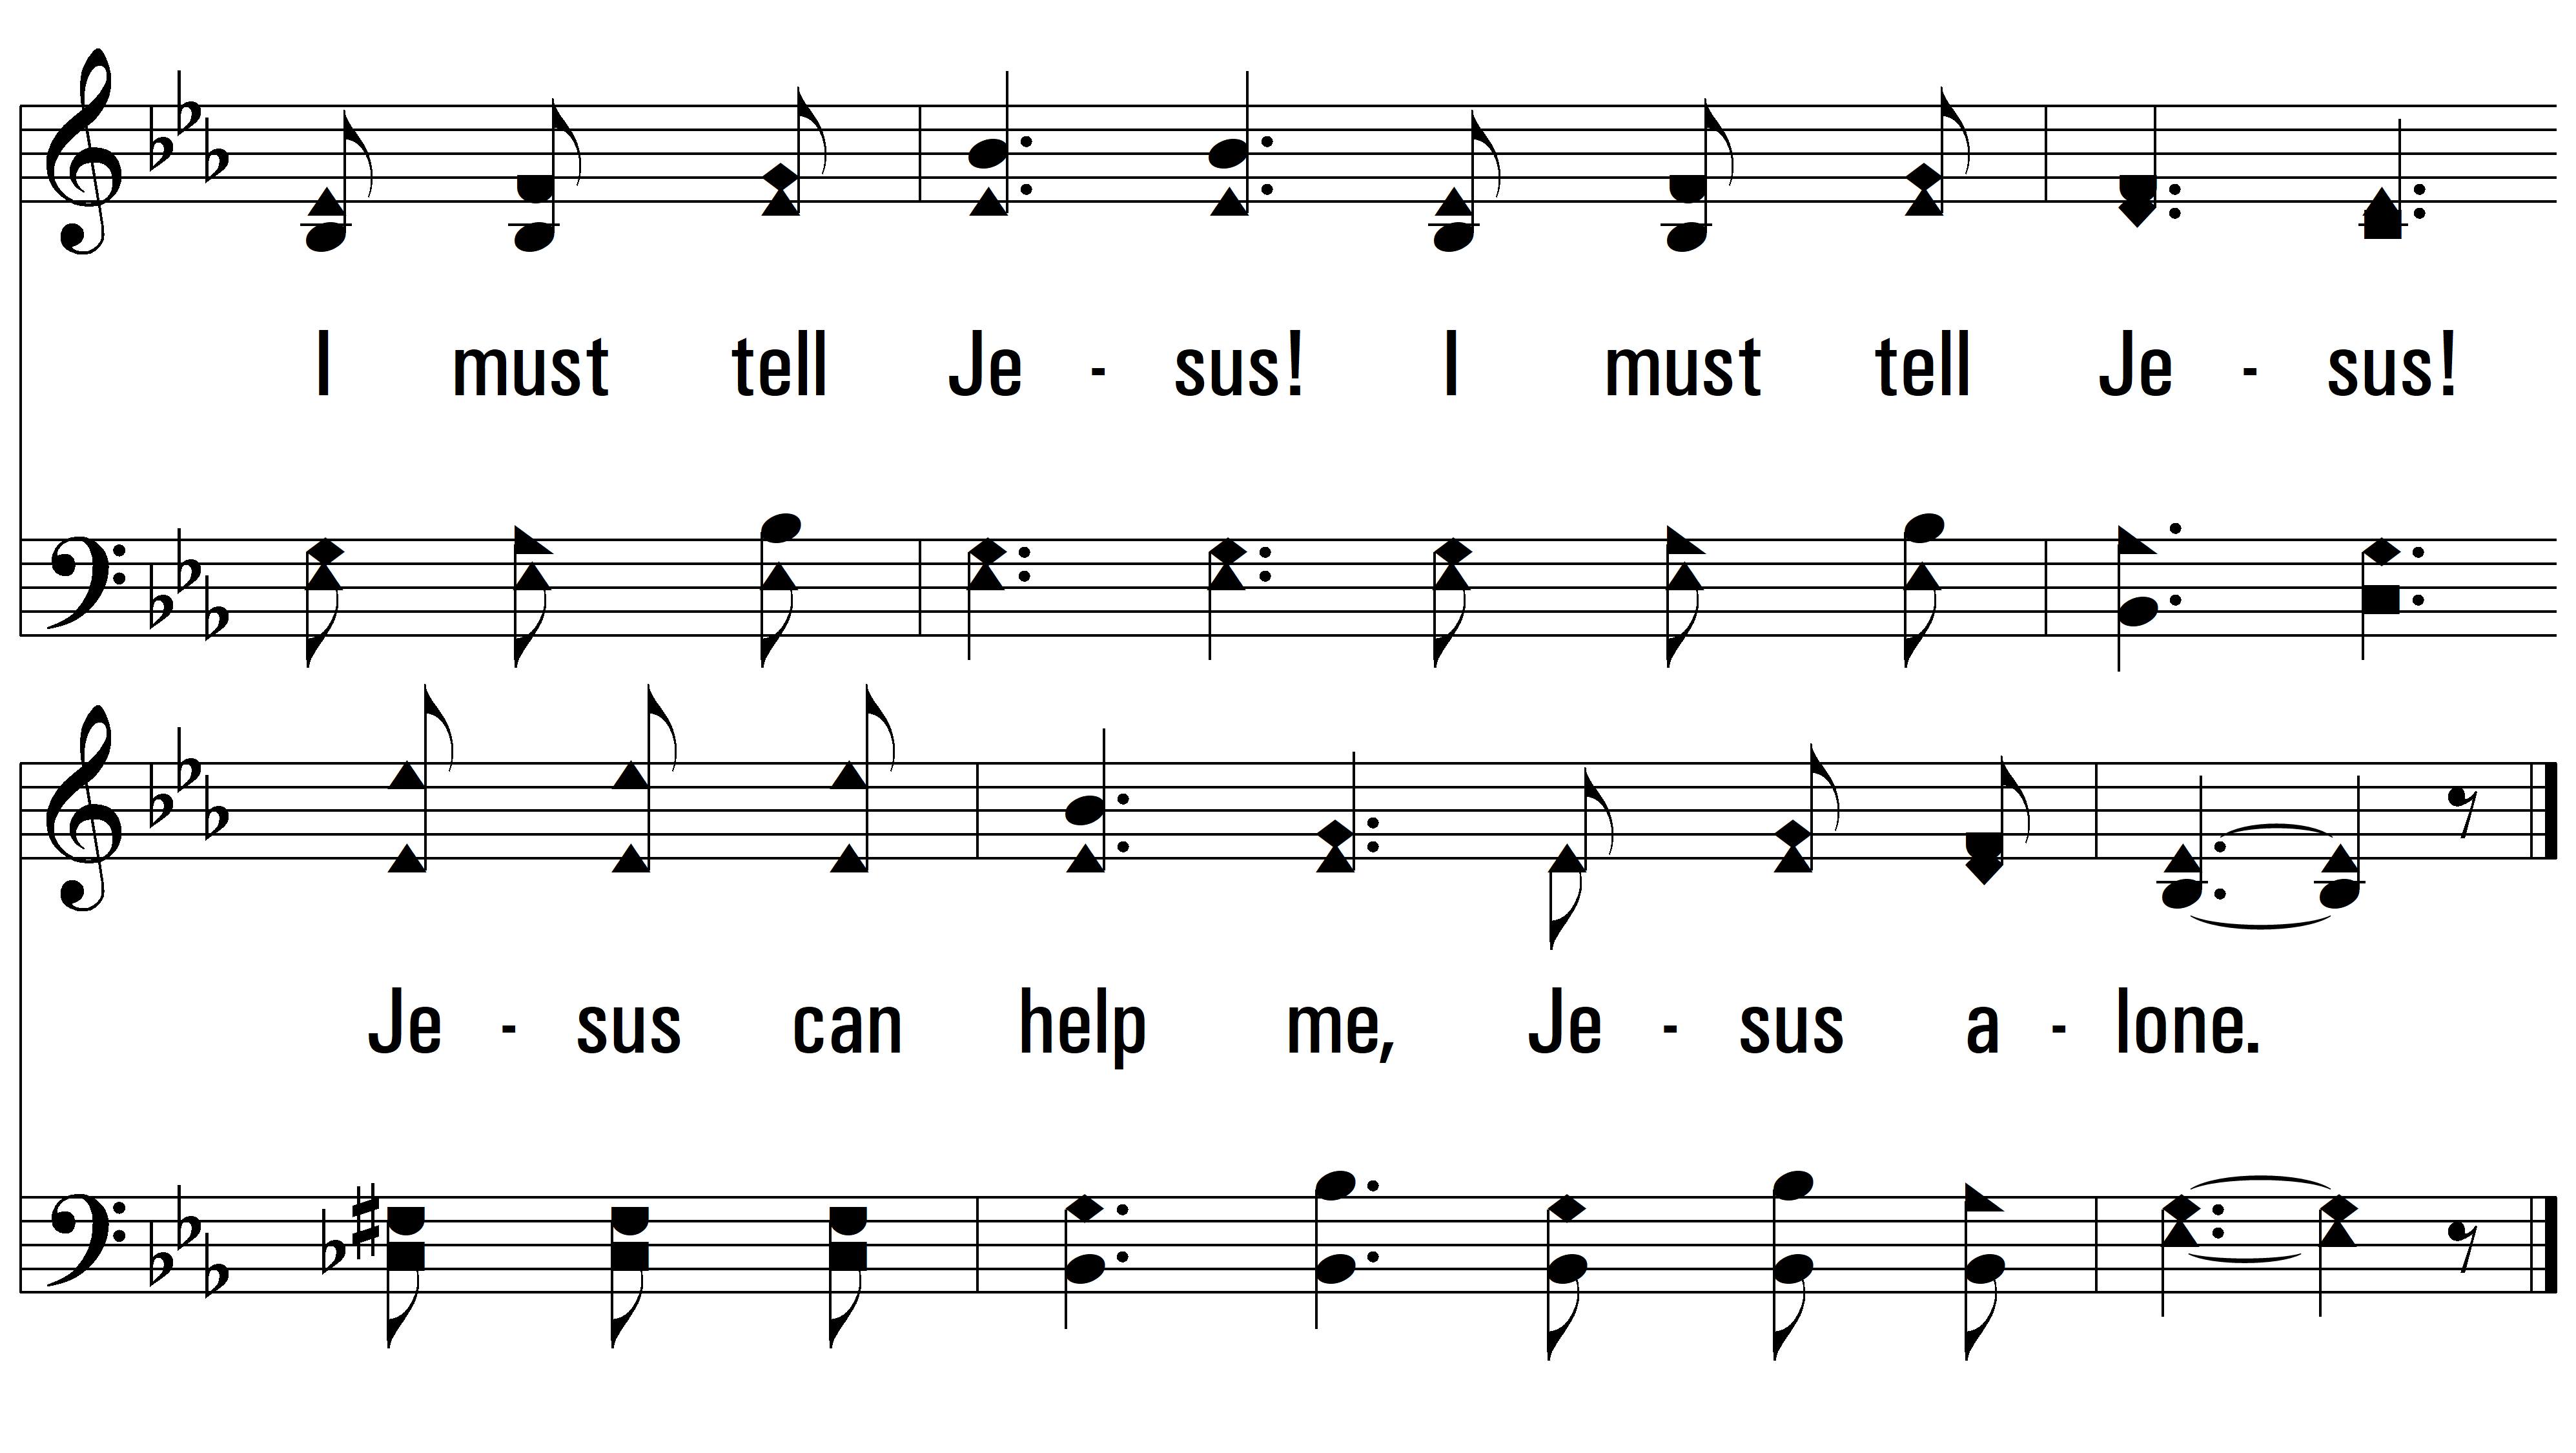 I must tell Je - sus! I must tell Je - sus!
Je - sus can help me, Je - sus a - lone.